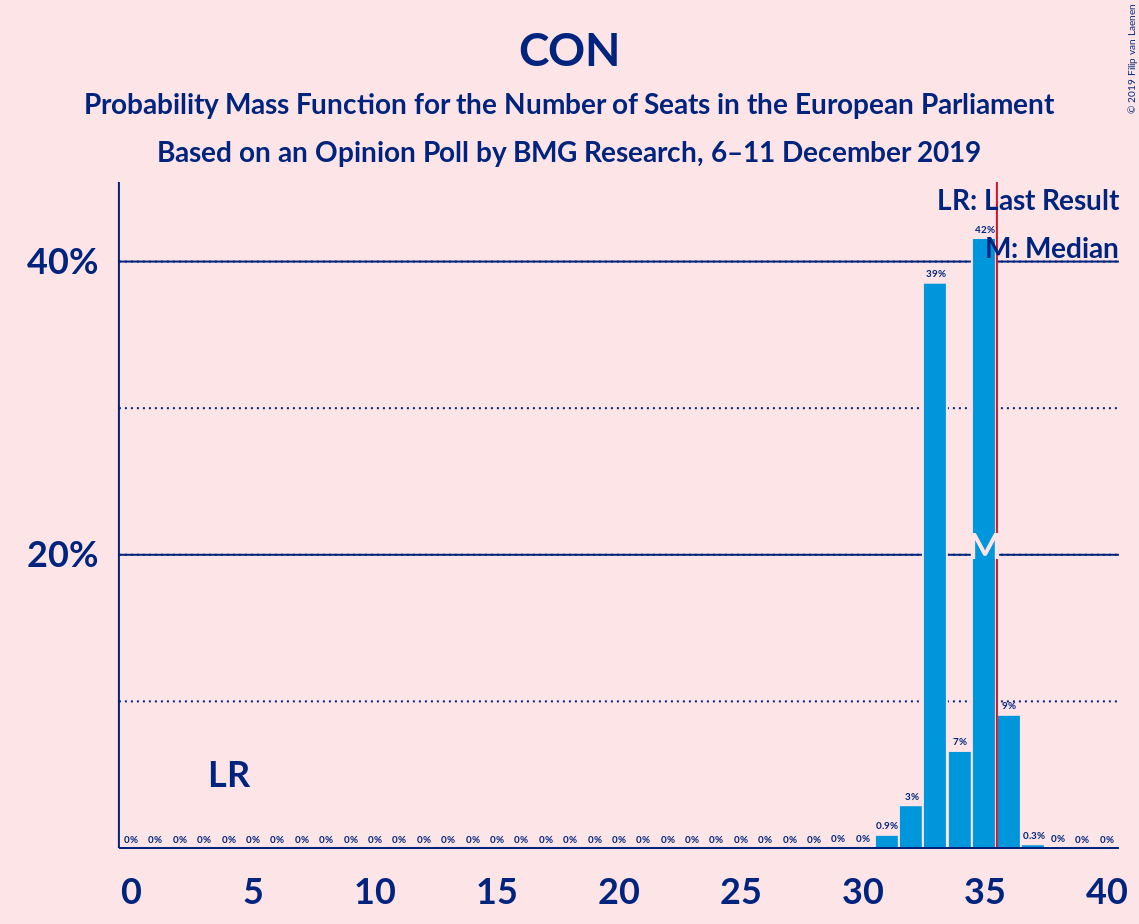 CON
Probability Mass Function for the Number of Seats in the European Parliament
Based on an Opinion Poll by BMG Research, 6–11 December 2019
© 2019 Filip van Laenen
LR: Last Result
M: Median
40%
20%
42%
39%
M
9%
7%
LR
3%
0.9%
0.3%
0% 0% 0% 0% 0% 0% 0% 0% 0% 0% 0% 0% 0% 0% 0% 0% 0% 0% 0% 0% 0% 0% 0% 0% 0% 0% 0% 0% 0% 0% 0% 0% 0% 0%
0 5 10 15 20 25 30 35 40